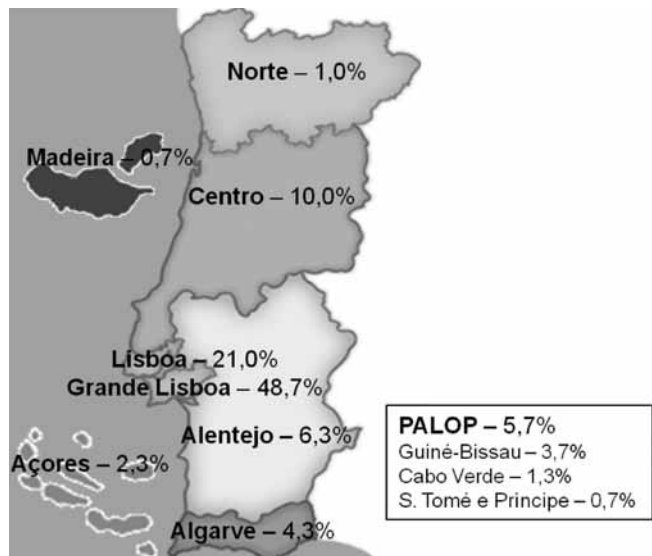 Norte – 1,0%
Madeira – 0,7%
Centro – 10,0%
Lisboa – 21,0%
Grande Lisboa – 48,7%
Alentejo – 6,3%
Açores – 2,3%
Algarve – 4,3%
PALOP – 5,7%
Guiné-Bissau – 3,7%
Cabo Verde – 1,3%
S. Tomé e Principe – 0,7%